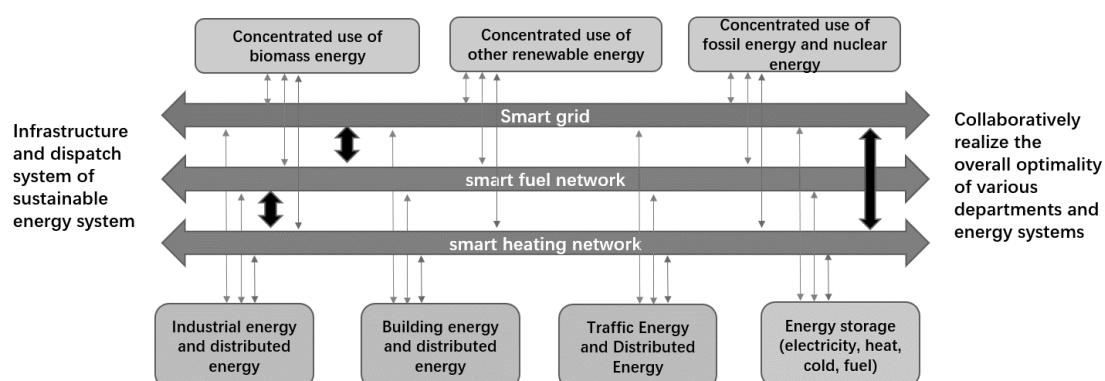 Concentrated use of
biomass energy
Concentrated use of
other renewable energy
Concentrated use of
fossil energy and nuclear
energy
Smart grid
smart fuel network
smart heating network
Infrastructure
and dispatch
system of
sustainable
energy system
Collaboratively
realize the
overall optimality
of various
departments and
energy systems
Industrial energy
and distributed
energy
Building energy
and distributed
energy
Traffic Energy
and Distributed
Energy
Energy storage
(electricity, heat,
cold, fuel)